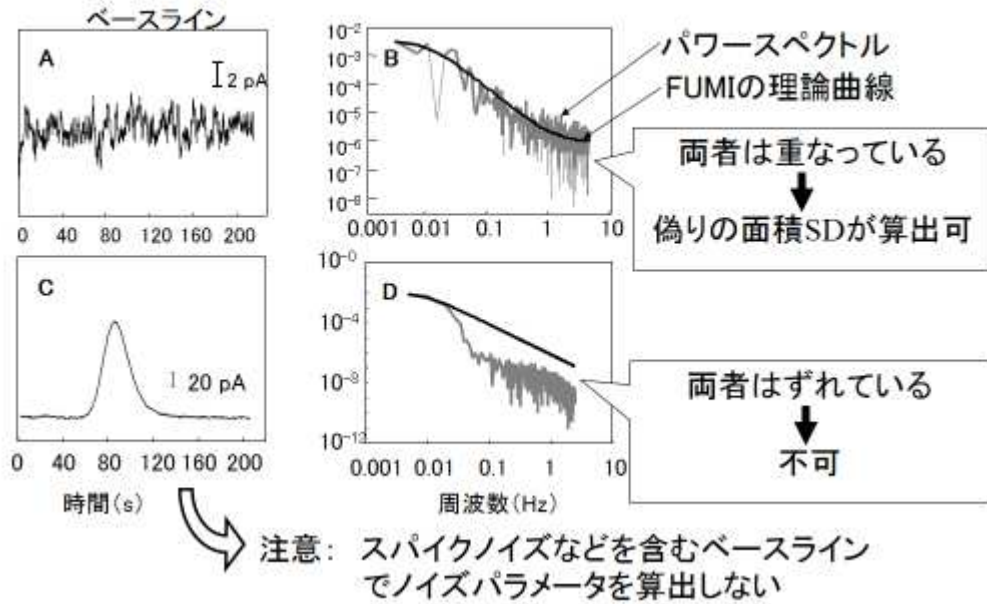 ベースライン
A
2 pA
0 40 80 120 160 200
B
10-2
10-3
10-4
10-5
10-6
10-7
10-8
0.001 0.01 0.1 1 10
パワースペクトル
FUMIの理論曲線
両者は重なっている
偽りの面積SDが算出可
C
20 pA
0 40 60 120 160 200
時間(s)
D
10-0
10-4
10-9
10-13
0.001 0.01 0.1 1 10
周波数(Hz)
両者はずれている
不可
注意: スパイクノイズなどを含むベースライン
でノイズパラメータを算出しない